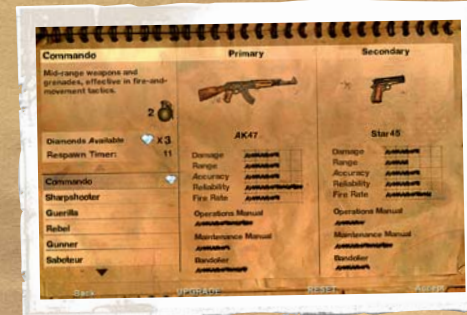 Commando
Mid-range weapons and
grenades, effective in fire-and-
movement tactics.
2
Diamonds Available X 3
Respawn Timer: 11
Commando
Sharpshooter
Guerilla
Rebel
Gunner
Saboteur
Primary
AK47
Damage
Range
Accuracy
Reliability
Fire Rate
Operations Manual
Maintenance Manual
Bandolier
Secondary
Star45
Damage
Range
Accuracy
Reliability
Fire Rate
Operations Manual
Maintenance Manual
Bandolier
Back UPGRADE RESET Accept